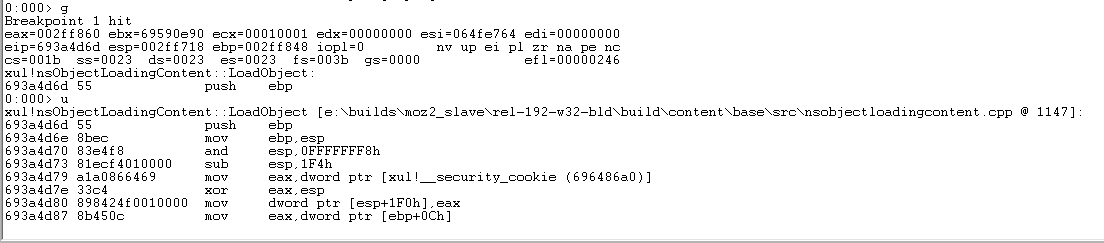 0:000> g
Breakpoint 1 hit
eax=002ff860 ebx=69590e90 ecx=00010001 edx=00000000 esi=064fe764 edi=00000000
eip=693a4d6d esp=002ff718 ebp=002ff848 iopl=0 nv up ei pl zr na pe nc
cs=001b ss=0023 ds=0023 es=0023 fs=003b gs=0000 efl=00000246
xul!nsObjectLoadingContent::LoadObject:
693a4d6d 55 push ebp
0:000> u
xul!nsObjectLoadingContent::LoadObject [e:\builds\moz2_slave\rel-192-w32-bld\build\content\base\src\nsobjectloadingcontent.cpp @ 1147]:
693a4d6d 55 push ebp
693a4d6e 8bec mov ebp,esp
693a4d70 83e4f8 and esp,0FFFFFFF8h
693a4d73 81ecf4010000 sub esp,1F4h
693a4d79 a1a0866469 mov eax,dword ptr [xul!__security_cookie (696486a0)]
693a4d7e 33c4 xor eax,esp
693a4d80 898424f0010000 mov dword ptr [esp+1F0h],eax
693a4d87 8b450c mov eax,dword ptr [ebp+0Ch]